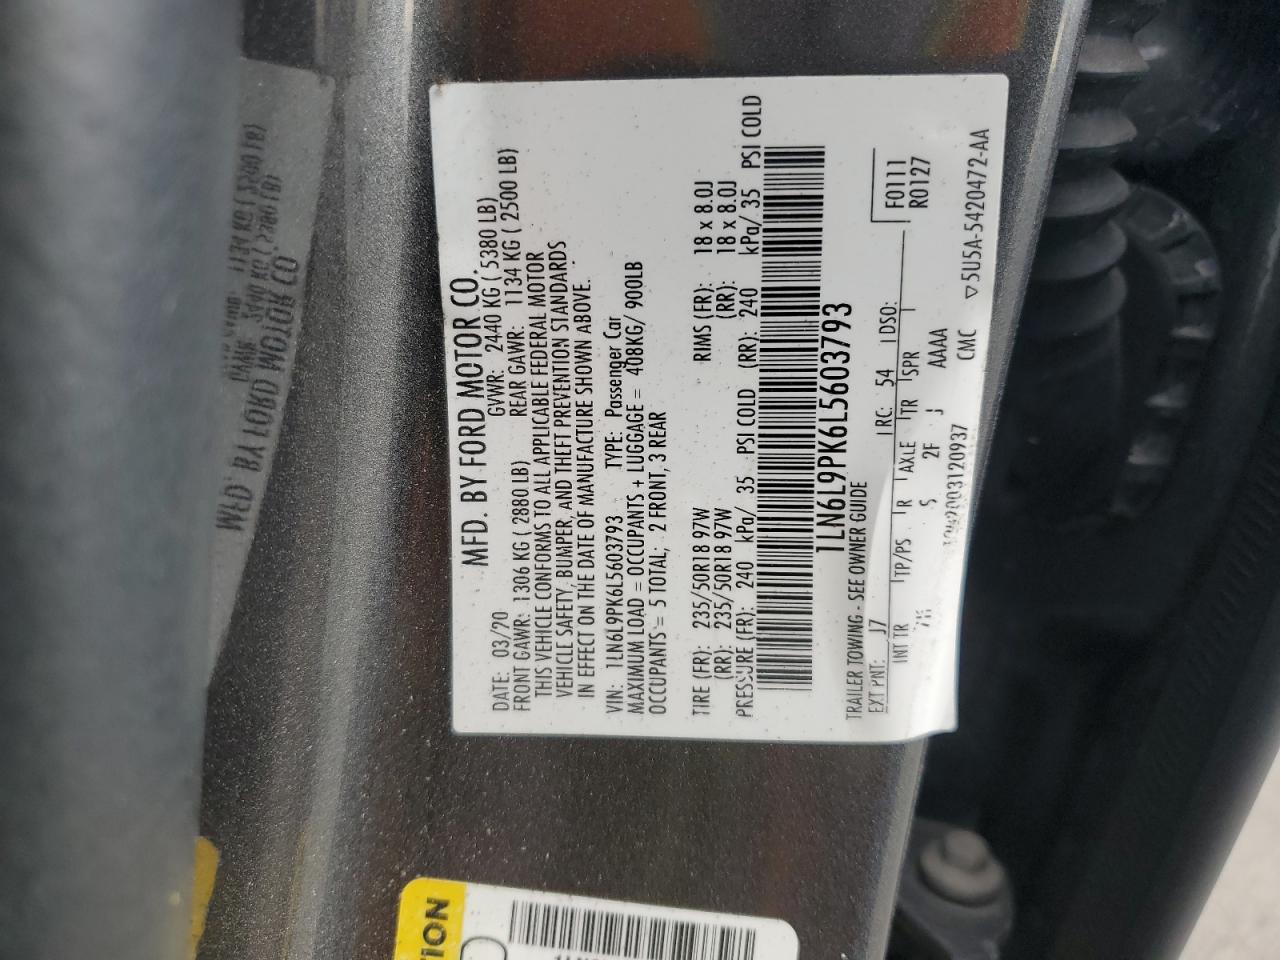 MFD. BY FORD MOTOR CO.
DATE: 03/20 GVWR: 2440 KG ( 5380 LB)
FRONT GAWR: 1306 KG ( 2880 LB) REAR GAWR: 1134 KG ( 2500 LB)
THIS VEHICLE CONFORMS TO ALL APPLICABLE FEDERAL MOTOR
VEHICLE SAFETY, BUMPER, AND THEFT PREVENTION STANDARDS
IN EFFECT ON THE DATE OF MANUFACTURE SHOWN ABOVE.
VIN: 1LN6L9PK6L5603793 TYPE: Passenger Car
MAXIMUM LOAD = OCCUPANTS + LUGGAGE = 408KG/ 900LB
OCCUPANTS = 5 TOTAL; 2 FRONT, 3 REAR
TIRE (FR): 235/50R18 97W RIMS (FR): 18 x 8.0J
(RR): 235/50R18 97W (RR): 18 x 8.0J
PRESSURE (FR): 240 kPa/ 35 PSI COLD (RR): 240 kPa/ 35 PSI COLD
1LN6L9PK6L5603793
TRAILER TOWING - SEE OWNER GUIDE
EXT PNT: J7 RC: 54 DSO: F0111
R0127
INT TR TP/PS R AXLE TR SPR
S 2F J AAAA
CMC ▽5U5A-5420472-AA
TION